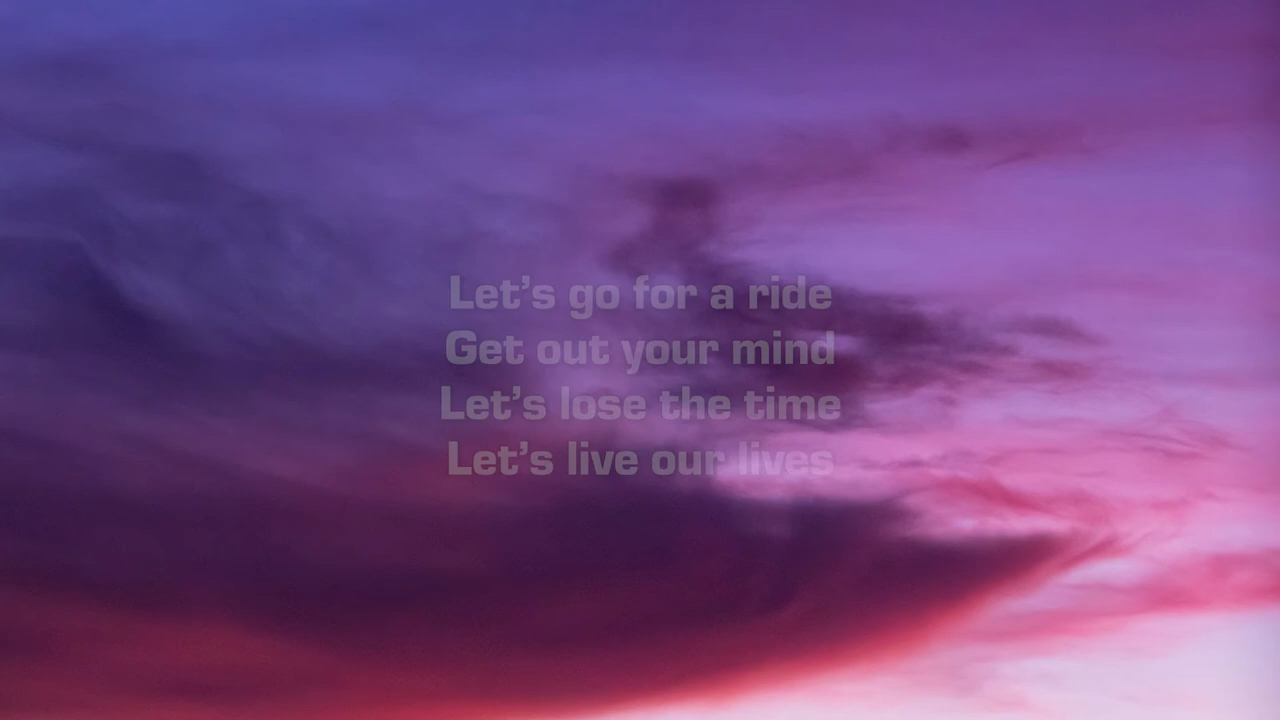 Let’s go for a ride
Get out your mind
Let’s lose the time
Let’s live our lives